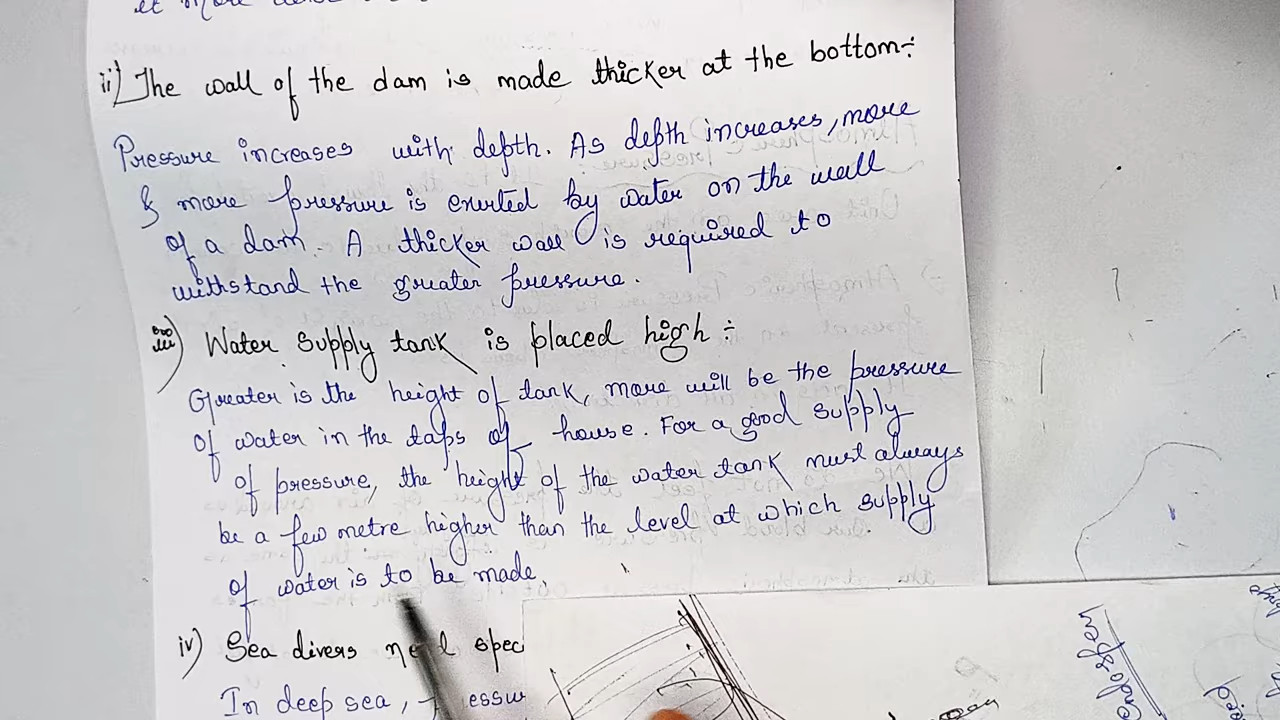 it more
ii) The wall of the dam is made thicker at the bottom÷
Pressure increases with depth. As depth increases, more
& more pressure is exerted by water on the wall
of a dam. A thicker wall is required to
withstand the greater pressure.
iii) Water supply tank is placed high÷
Greater is the height of tank, more will be the pressure
of water in the taps of house. For a good supply
of pressure, the height of the water tank must always
be a few metre higher than the level at which supply
of water is to be made.
iv) Sea divers spec
In deep sea,
Endosperm